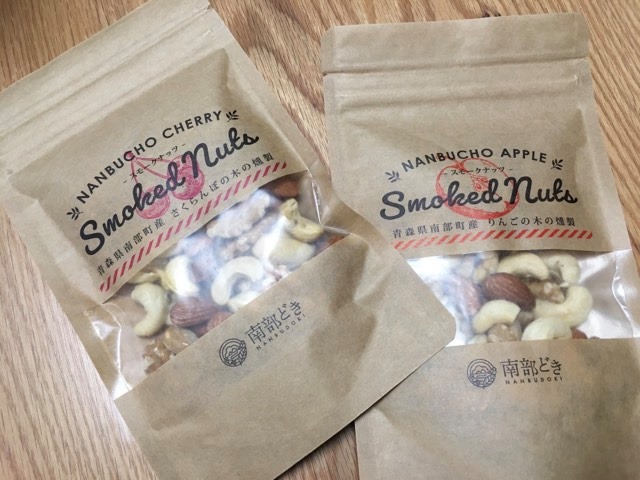 NANBUCHO CHERRY
-スモークナッツ-
Smoked Nuts
青森県南部町産 さくらんぼの木の燻製
南部どき
NANBUDOKI
NANBUCHO APPLE
-スモークナッツ-
Smoked Nuts
青森県南部町産 りんごの木の燻製
南部どき
NANBUDOKI